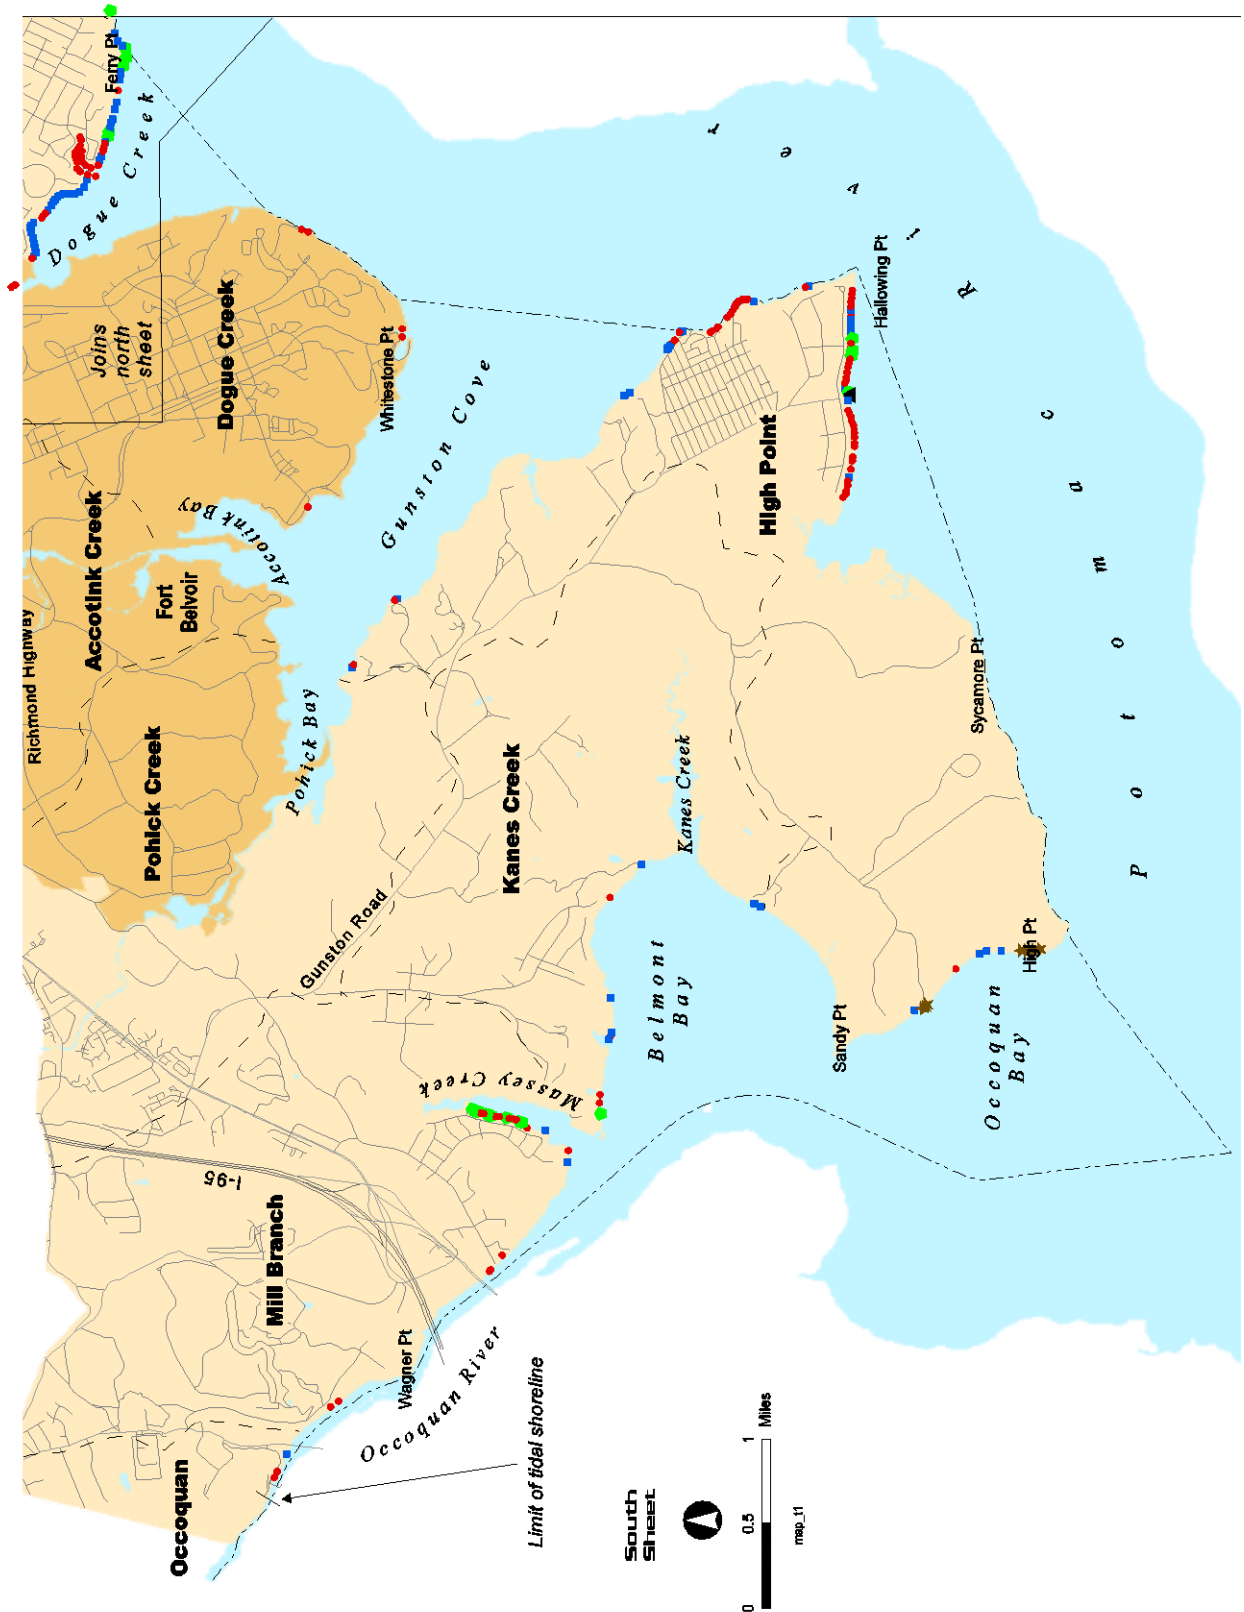 Occoquan
Mill Branch
I-95
Wagner Pt
Occoquan River
Limit of tidal shoreline
South
Sheet
0
0.5
1
Miles
map_t1
Richmond Highway
Pohick Creek
Accotink Creek
Fort
Belvoir
Dogue Creek
Joins
north
sheet
Dogue Creek
Ferry Pt
Whitestone Pt
Accotink Bay
Pohick Bay
Gunston Cove
Gunston Road
Kanes Creek
Kanes Creek
Massey Creek
Belmont
Bay
Sandy Pt
Occoquan
Bay
High Pt
High Point
Hallowing Pt
Sycamore Pt
Potomac River